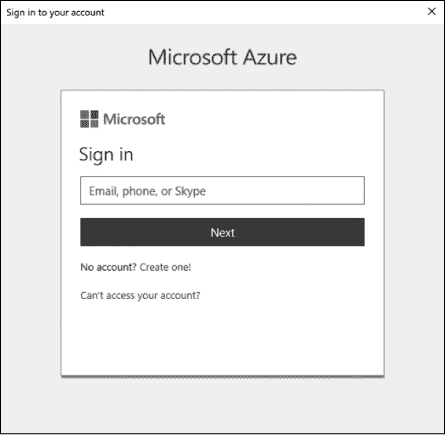 Sign in to your account
Microsoft Azure
Microsoft
Sign in
Email, phone, or Skype
Next
No account? Create one!
Can't access your account?